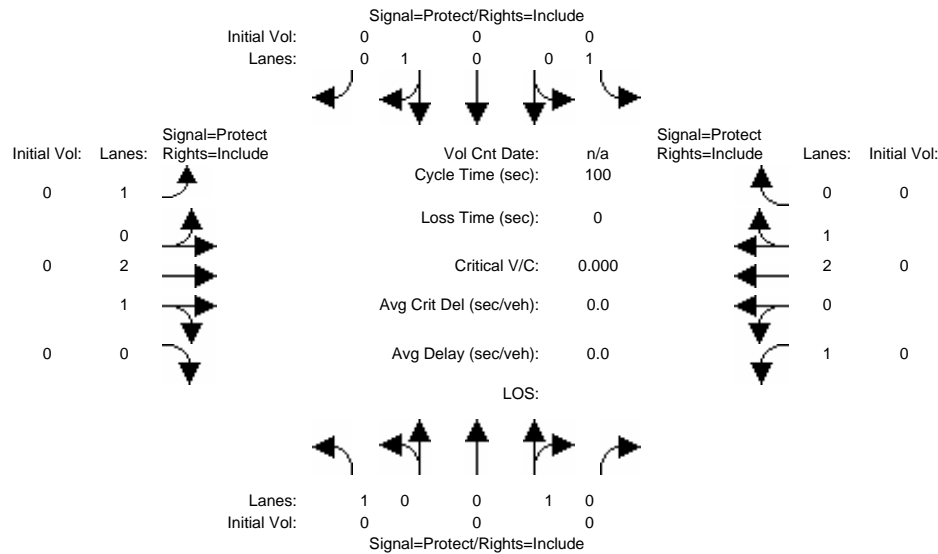 Signal=Protect/Rights=Include
Initial Vol: 0 0 0
Lanes: 0 1 0 0 1
Signal=Protect
Initial Vol: Lanes: Rights=Include
Vol Cnt Date: n/a
Signal=Protect
Rights=Include Lanes: Initial Vol:
Cycle Time (sec): 100
0 1
0 0
Loss Time (sec): 0
0
1
0 2
Critical V/C: 0.000
2 0
1
Avg Crit Del (sec/veh): 0.0
0
0 0
Avg Delay (sec/veh): 0.0
1 0
LOS:
Lanes: 1 0 0 1 0
Initial Vol: 0 0 0
Signal=Protect/Rights=Include